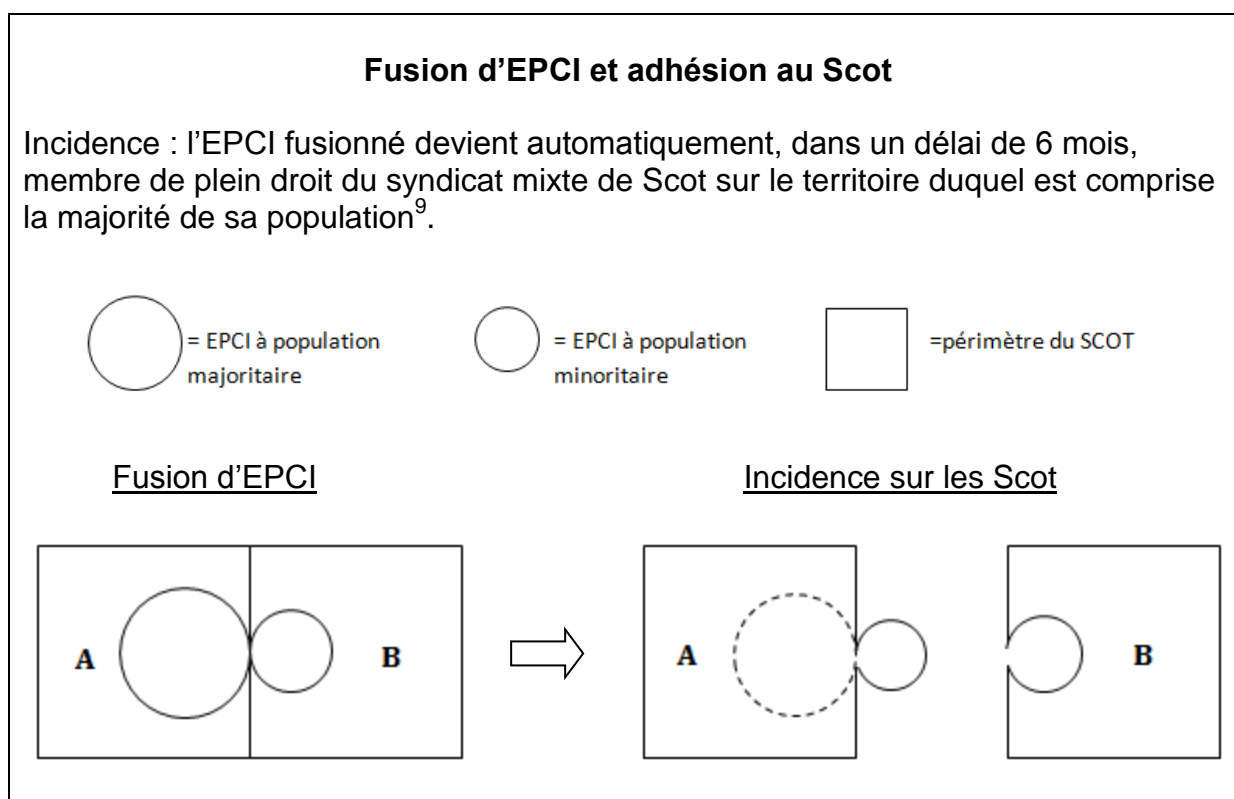 Fusion d’EPCI et adhésion au Scot
Incidence : l’EPCI fusionné devient automatiquement, dans un délai de 6 mois,
membre de plein droit du syndicat mixte de Scot sur le territoire duquel est comprise
la majorité de sa population⁹.
= EPCI à population
majoritaire
= EPCI à population
minoritaire
=périmètre du SCOT
Fusion d’EPCI
Incidence sur les Scot
A
B
A
B